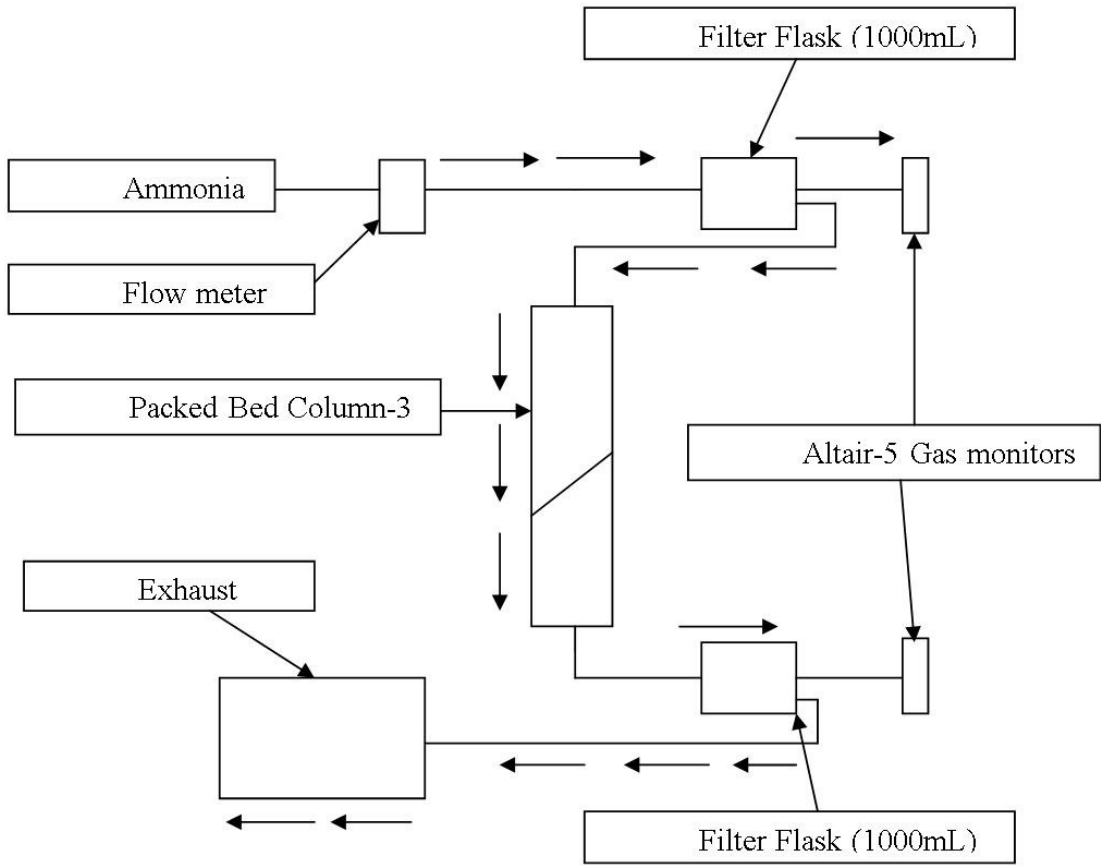 Filter Flask (1000mL)
Ammonia
Flow meter
Packed Bed Column-3
Altair-5 Gas monitors
Exhaust
Filter Flask (1000mL)